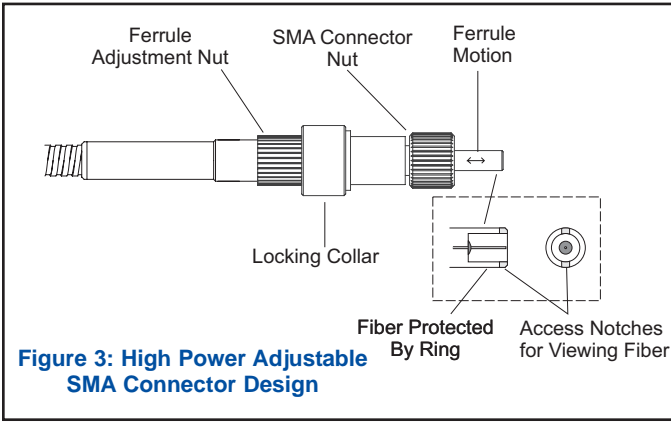 Ferrule
Adjustment Nut
SMA Connector
Nut
Ferrule
Motion
Locking Collar
Fiber Protected
By Ring
Access Notches
for Viewing Fiber
Figure 3: High Power Adjustable
SMA Connector Design